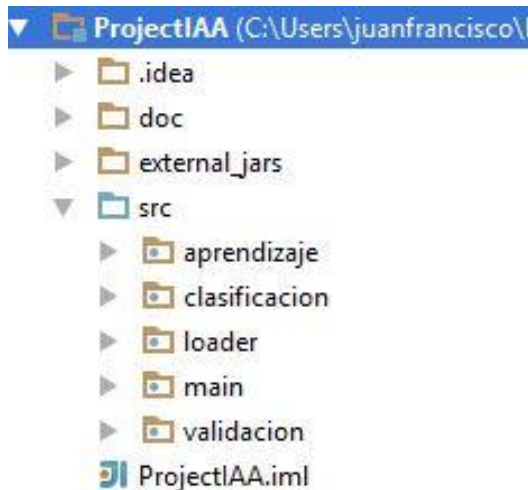 ProjectIAA (C:\Users\juanfrancisco\
.idea
doc
external_jars
src
aprendizaje
clasificacion
loader
main
validacion
ProjectIAA.iml